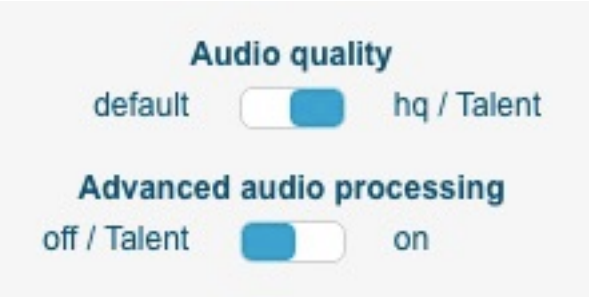 Audio quality
default hq / Talent
Advanced audio processing
off / Talent on